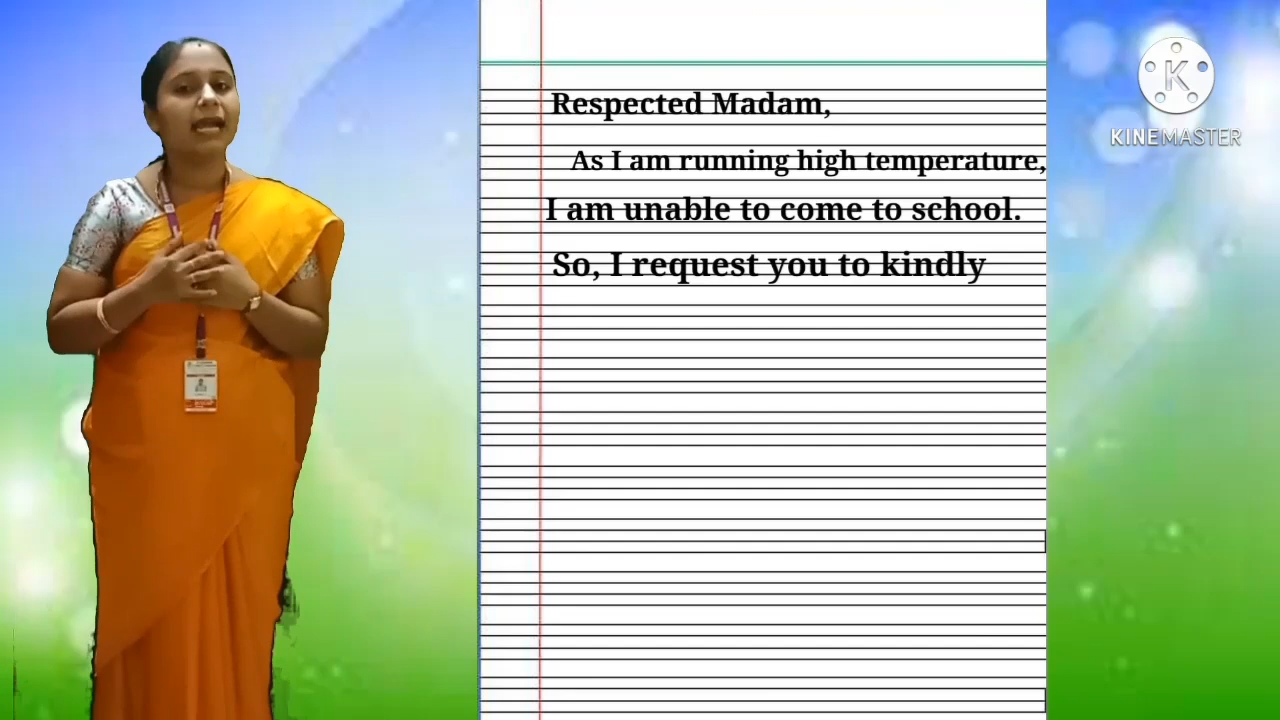 Respected Madam,
As I am running high temperature,
I am unable to come to school.
So, I request you to kindly
K
KINEMASTER